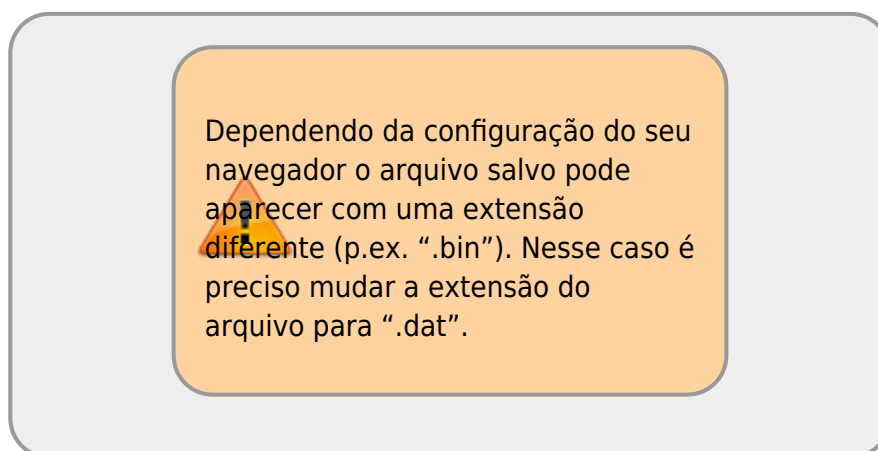 Dependendo da configuração do seu
navegador o arquivo salvo pode
aparecer com uma extensão
diferente (p.ex. “.bin”). Nesse caso é
preciso mudar a extensão do
arquivo para “.dat”.